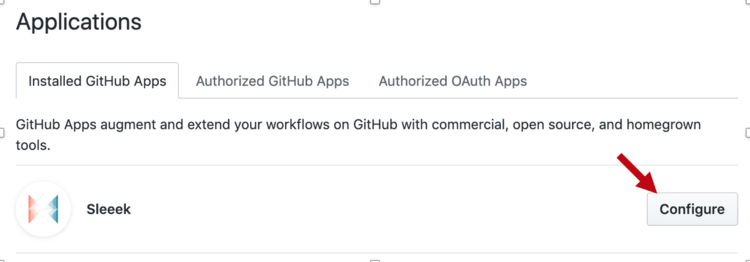 Applications
Installed GitHub Apps
Authorized GitHub Apps
Authorized OAuth Apps
GitHub Apps augment and extend your workflows on GitHub with commercial, open source, and homegrown
tools.
Sleeek
Configure